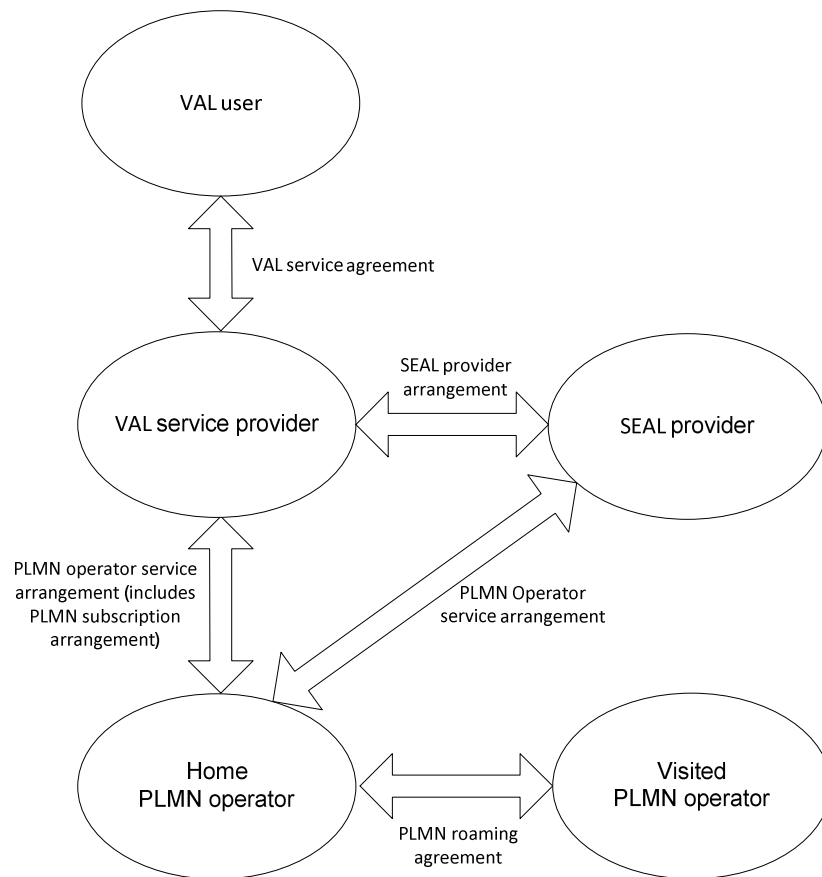 VAL user
VAL service agreement
SEAL provider
arrangement
VAL service provider
SEAL provider
PLMN operator service
arrangement (includes
PLMN subscription
arrangement)
PLMN Operator
service arrangement
Home
PLMN operator
Visited
PLMN operator
PLMN roaming
agreement